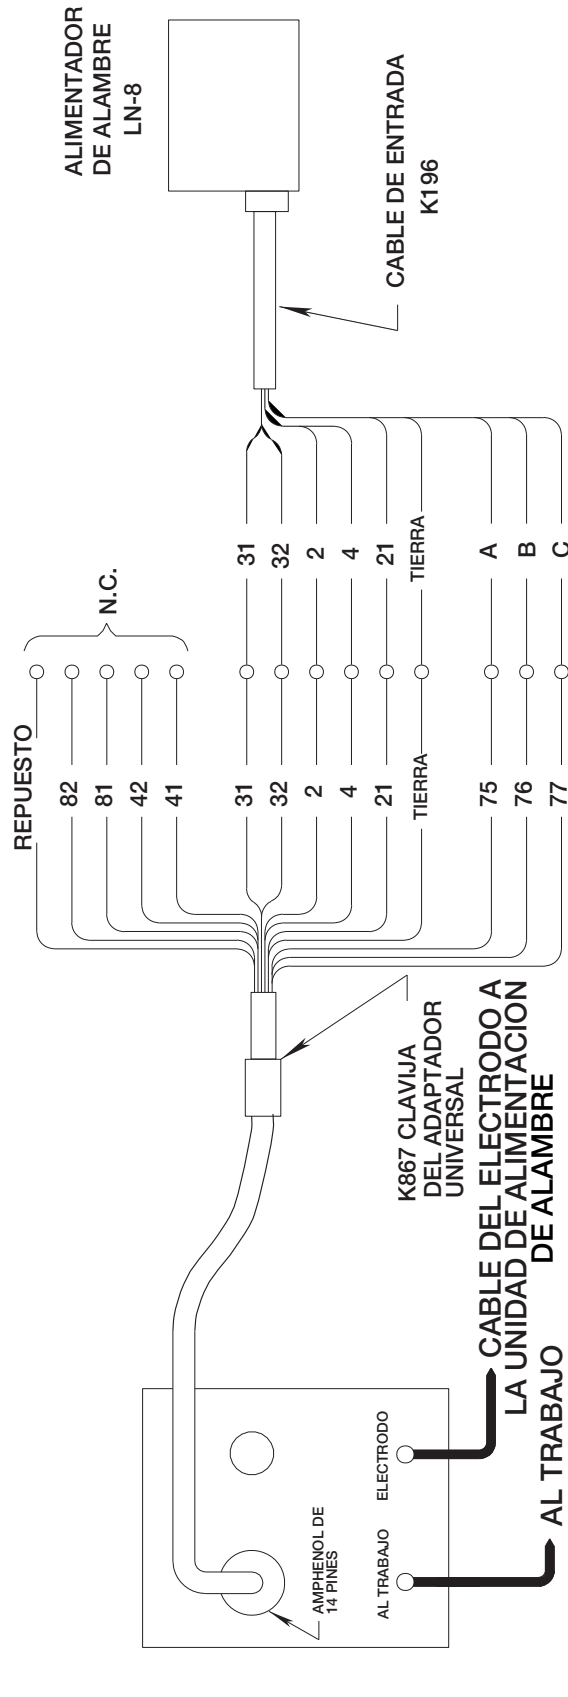 ALIMENTADOR
DE ALAMBRE
LN-8
CABLE DE ENTRADA
K196
N.C.
31
32
2
4
21
TIERRA
A
B
C
REPUESTO
82
81
42
41
31
32
2
4
21
TIERRA
75
76
77
K867 CLAVIJA
DEL ADAPTADOR
UNIVERSAL
CABLE DEL ELECTRODO A
LA UNIDAD DE ALIMENTACION
DE ALAMBRE
AL TRABAJO
ELECTRODO
AL TRABAJO
AMPHENOL DE
14 PINES